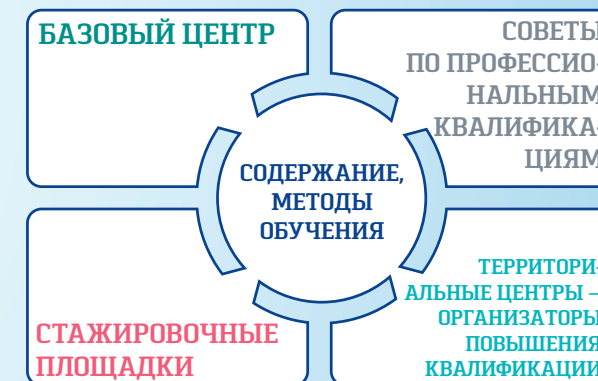 БАЗОВЫЙ ЦЕНТР
СОВЕТЫ
ПО ПРОФЕССИО-
НАЛЬНЫМ
КВАЛИФИКА-
ЦИЯМ
СОДЕРЖАНИЕ,
МЕТОДЫ
ОБУЧЕНИЯ
СТАЖИРОВОЧНЫЕ
ПЛОЩАДКИ
ТЕРРИТОРИ-
АЛЬНЫЕ ЦЕНТРЫ –
ОРГАНИЗАТОРЫ
ПОВЫШЕНИЯ
КВАЛИФИКАЦИИ